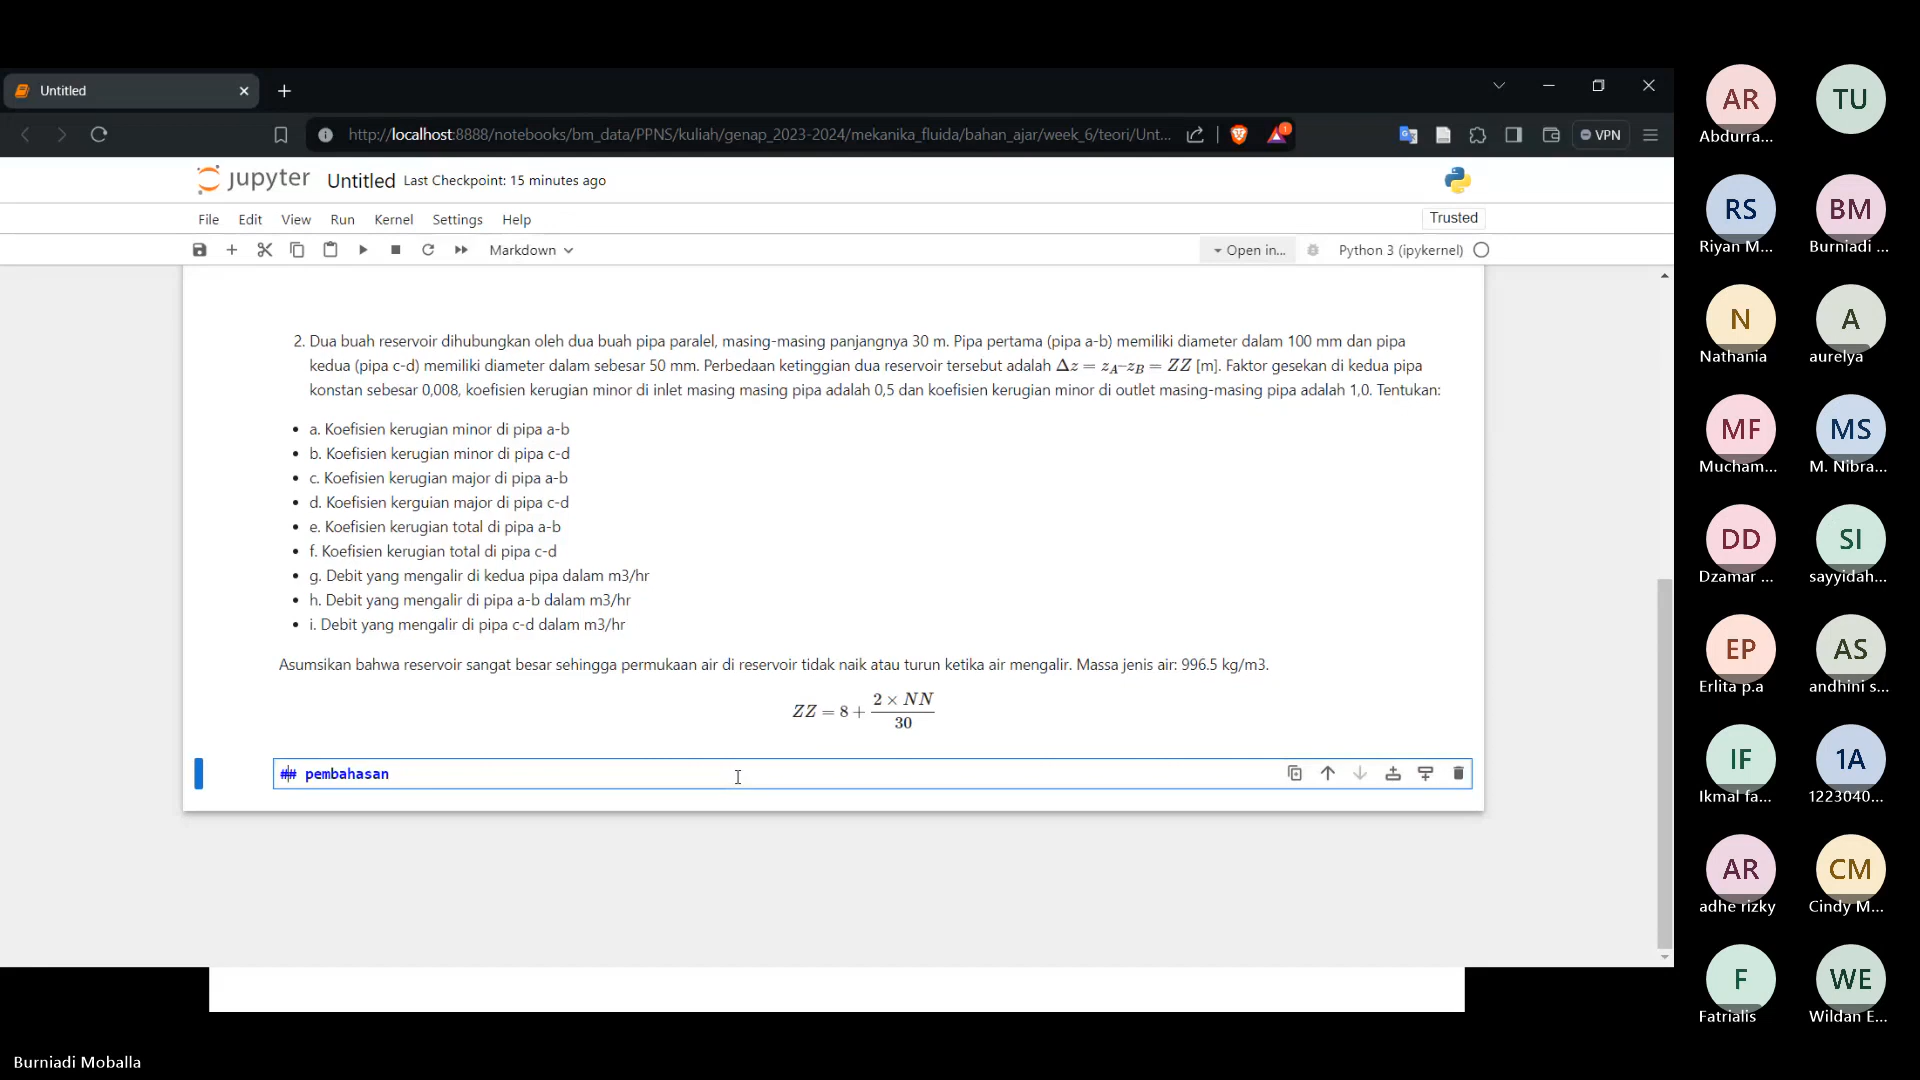 Untitled
http://localhost:8888/notebooks/bm_data/PPNS/kuliah/genap_2023-2024/mekanika_fluida/bahan_ajar/week_6/teori/Unt...
1
VPN
jupyter Untitled Last Checkpoint: 15 minutes ago
File Edit View Run Kernel Settings Help
Trusted
Markdown
Open in...
Python 3 (ipykernel)
2. Dua buah reservoir dihubungkan oleh dua buah pipa paralel, masing-masing panjangnya 30 m. Pipa pertama (pipa a-b) memiliki diameter dalam 100 mm dan pipa
kedua (pipa c-d) memiliki diameter dalam sebesar 50 mm. Perbedaan ketinggian dua reservoir tersebut adalah Δz = z_A–z_B = ZZ [m]. Faktor gesekan di kedua pipa
konstan sebesar 0,008, koefisien kerugian minor di inlet masing masing pipa adalah 0,5 dan koefisien kerugian minor di outlet masing-masing pipa adalah 1,0. Tentukan:
• a. Koefisien kerugian minor di pipa a-b
• b. Koefisien kerugian minor di pipa c-d
• c. Koefisien kerugian major di pipa a-b
• d. Koefisien kerguian major di pipa c-d
• e. Koefisien kerugian total di pipa a-b
• f. Koefisien kerugian total di pipa c-d
• g. Debit yang mengalir di kedua pipa dalam m3/hr
• h. Debit yang mengalir di pipa a-b dalam m3/hr
• i. Debit yang mengalir di pipa c-d dalam m3/hr
Asumsikan bahwa reservoir sangat besar sehingga permukaan air di reservoir tidak naik atau turun ketika air mengalir. Massa jenis air: 996.5 kg/m3.
ZZ = 8 + (2 × NN)/30
## pembahasan
Burniadi Moballa
AR
Abdurra...
TU
RS
Riyan M...
BM
Burniadi ...
N
Nathania
A
aurelya
MF
Mucham...
MS
M. Nibra...
DD
Dzamar ...
SI
sayyidah...
EP
Erlita p.a
AS
andhini s...
IF
Ikmal fa...
1A
1223040...
AR
adhe rizky
CM
Cindy M...
F
Fatrialis
WE
Wildan E...